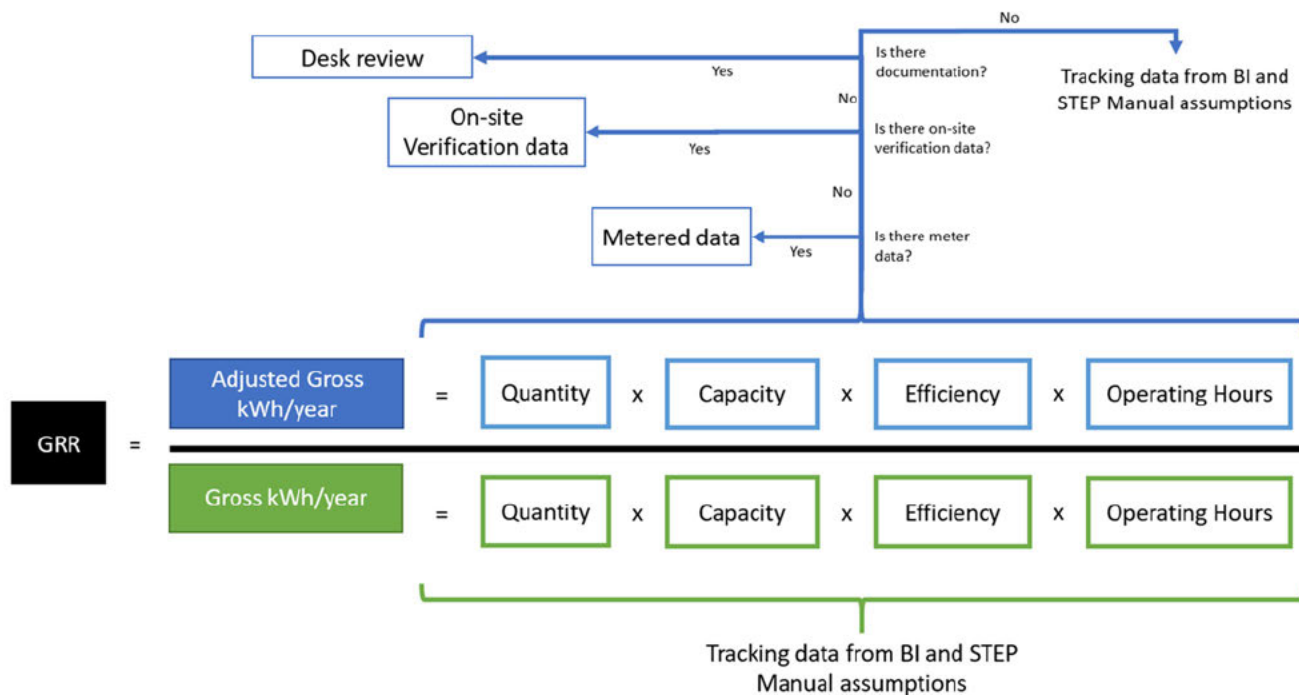 No
Desk review
Yes
Is there
documentation?
Tracking data from BI and
STEP Manual assumptions
No
On-site
Verification data
Yes
Is there on-site
verification data?
No
Metered data
Yes
Is there meter
data?
GRR
=
Adjusted Gross
kWh/year
= Quantity x Capacity x Efficiency x Operating Hours
Gross kWh/year
= Quantity x Capacity x Efficiency x Operating Hours
Tracking data from BI and STEP
Manual assumptions